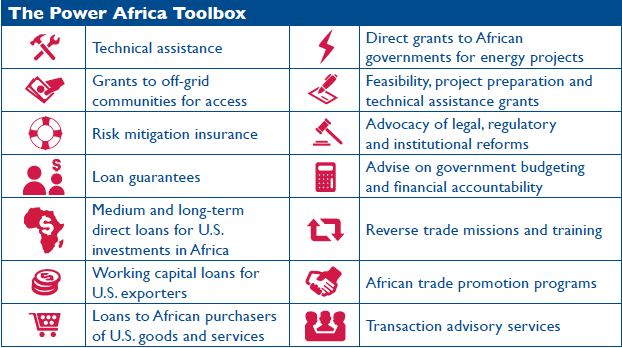 The Power Africa Toolbox
Technical assistance
Direct grants to African
governments for energy projects
Grants to off-grid
communities for access
Feasibility, project preparation and
technical assistance grants
Risk mitigation insurance
Advocacy of legal, regulatory
and institutional reforms
$
Loan guarantees
Advise on government budgeting
and financial accountability
$
Medium and long-term
direct loans for U.S.
investments in Africa
Reverse trade missions and training
Working capital loans for
U.S. exporters
African trade promotion programs
Loans to African purchasers
of U.S. goods and services
Transaction advisory services